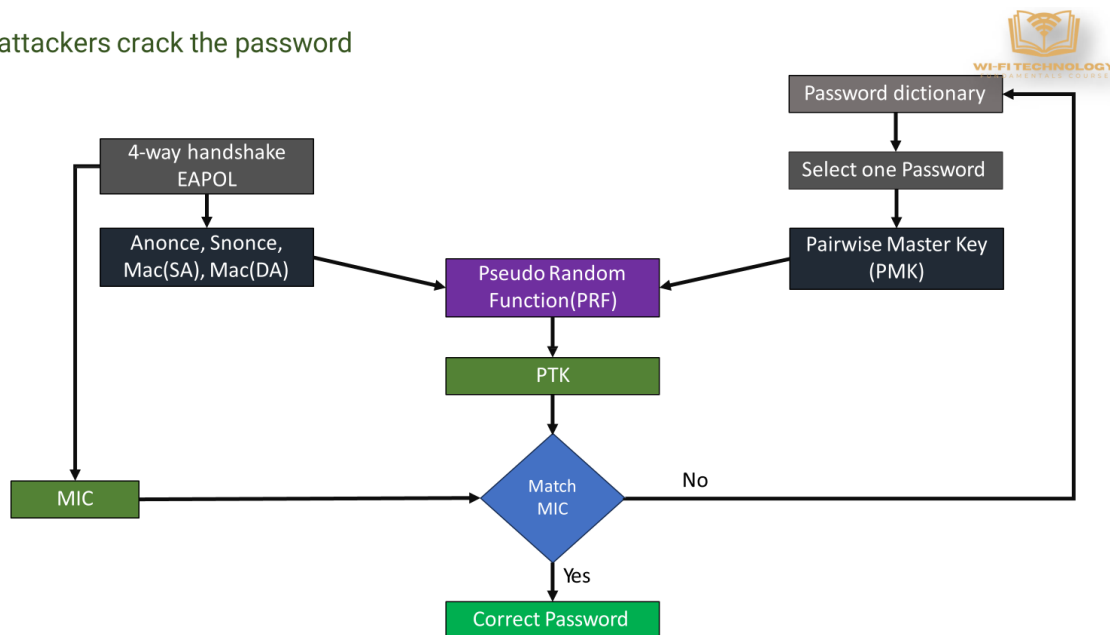 attackers crack the password
WI-FI TECHNOLOGY
FUNDAMENTALS COURSE
Password dictionary
4-way handshake
EAPOL
Select one Password
Anonce, Snonce,
Mac(SA), Mac(DA)
Pairwise Master Key
(PMK)
Pseudo Random
Function(PRF)
PTK
No
Match
MIC
MIC
Yes
Correct Password